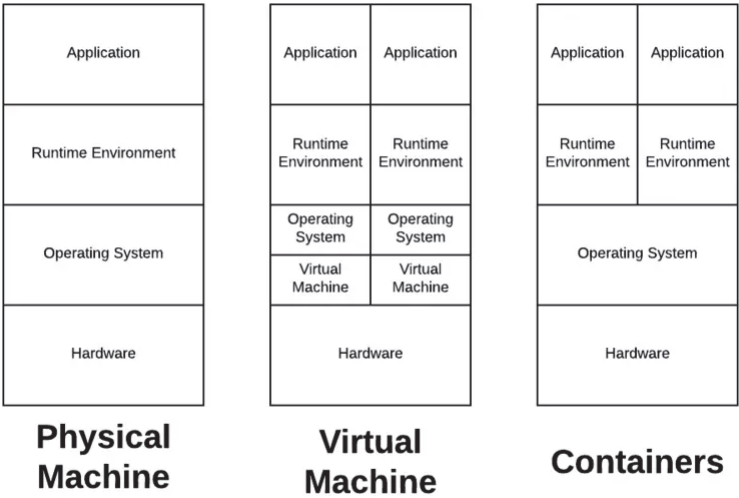 Application
Runtime Environment
Operating System
Hardware
Physical
Machine
Application Application
Runtime Runtime
Environment Environment
Operating Operating
System System
Virtual Virtual
Machine Machine
Hardware
Virtual
Machine
Application Application
Runtime Runtime
Environment Environment
Operating System
Hardware
Containers